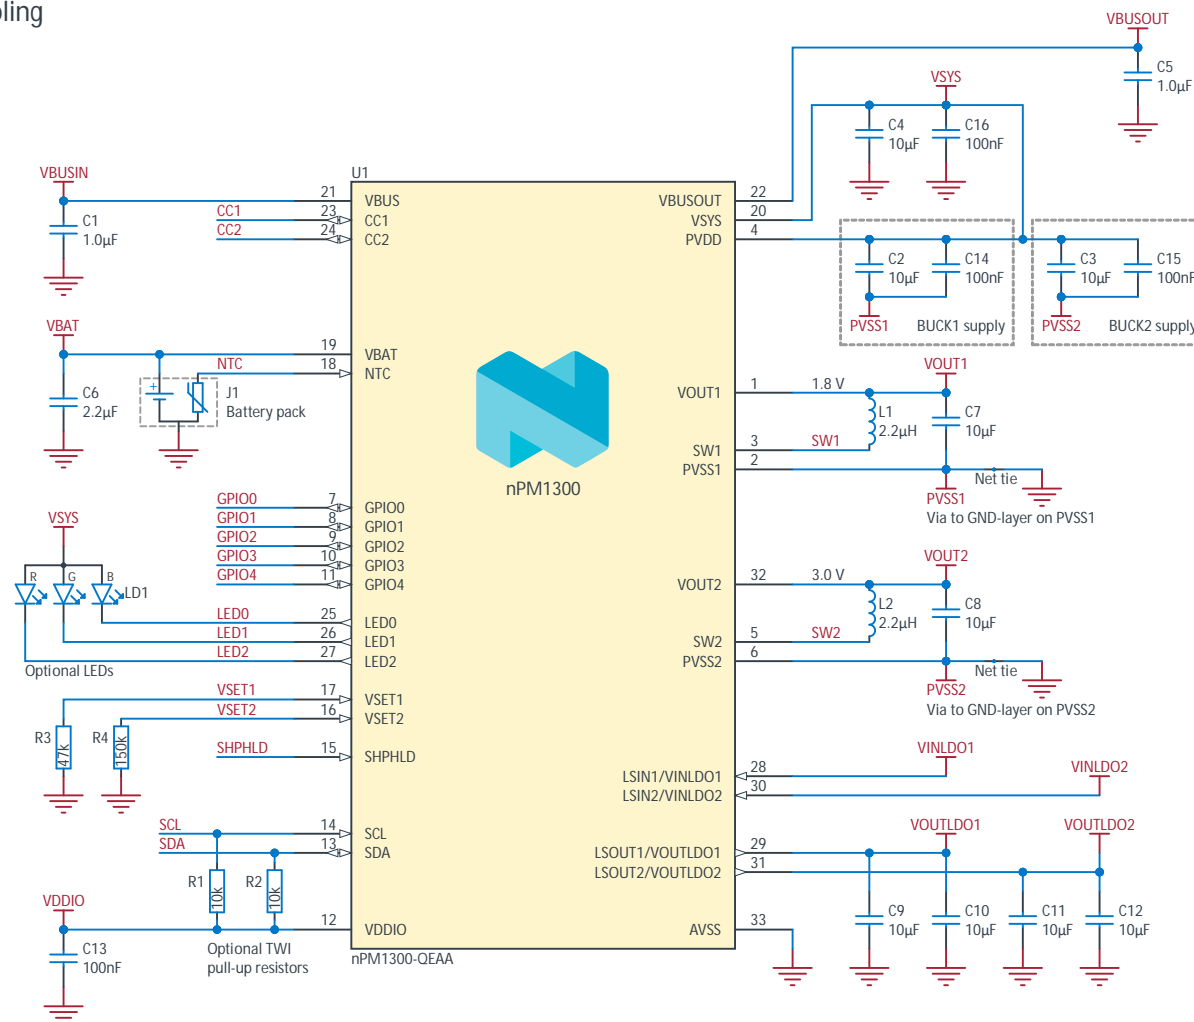 pling
VBUSOUT
C5
1.0µF
VSYS
C4
10µF
C16
100nF
U1
VBUSIN
C1
1.0µF
21
VBUS
CC1
23
CC1
CC2
24
CC2
VBUSOUT
22
VSYS
20
PVDD
4
C2
10µF
C14
100nF
C3
10µF
C15
100nF
PVSS1
BUCK1 supply
PVSS2
BUCK2 supply
VBAT
19
VBAT
NTC
18
NTC
C6
2.2µF
+
J1
Battery pack
VOUT1
VOUT1
1
1.8 V
L1
2.2µH
C7
10µF
SW1
3
SW1
PVSS1
2
Net tie
PVSS1
Via to GND-layer on PVSS1
nPM1300
GPIO0
7
GPIO0
GPIO1
8
GPIO1
GPIO2
9
GPIO2
GPIO3
10
GPIO3
GPIO4
11
GPIO4
VSYS
R
G
B
LD1
LED0
25
LED0
LED1
26
LED1
LED2
27
LED2
Optional LEDs
VOUT2
VOUT2
32
3.0 V
L2
2.2µH
C8
10µF
SW2
5
SW2
PVSS2
6
Net tie
PVSS2
Via to GND-layer on PVSS2
VSET1
17
VSET1
VSET2
16
VSET2
R3
47k
R4
150k
SHPHLD
15
SHPHLD
VINLDO1
VINLDO2
LSIN1/VINLDO1
28
LSIN2/VINLDO2
30
SCL
14
SCL
SDA
13
SDA
R1
10k
R2
10k
VOUTLDO1
VOUTLDO2
LSOUT1/VOUTLDO1
29
LSOUT2/VOUTLDO2
31
C9
10µF
C10
10µF
C11
10µF
C12
10µF
VDDIO
12
VDDIO
C13
100nF
Optional TWI
pull-up resistors
AVSS
33
nPM1300-QEAA